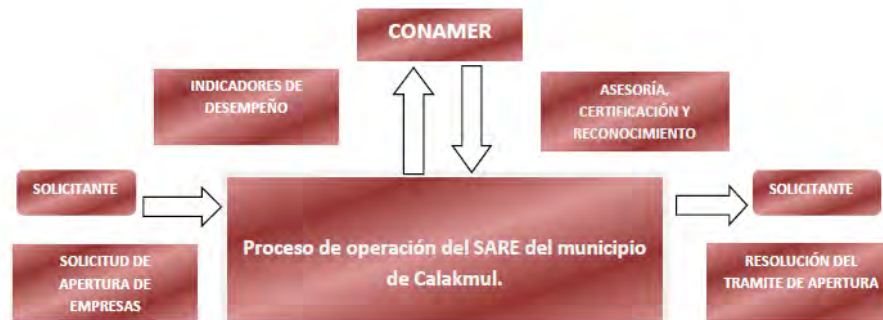 CONAMER
INDICADORES DE
DESEMPEÑO
ASESORÍA,
CERTIFICACIÓN Y
RECONOCIMIENTO
SOLICITANTE
SOLICITANTE
Proceso de operación del SARE del municipio
de Calakmul.
SOLICITUD DE
APERTURA DE
EMPRESAS
RESOLUCIÓN DEL
TRAMITE DE APERTURA